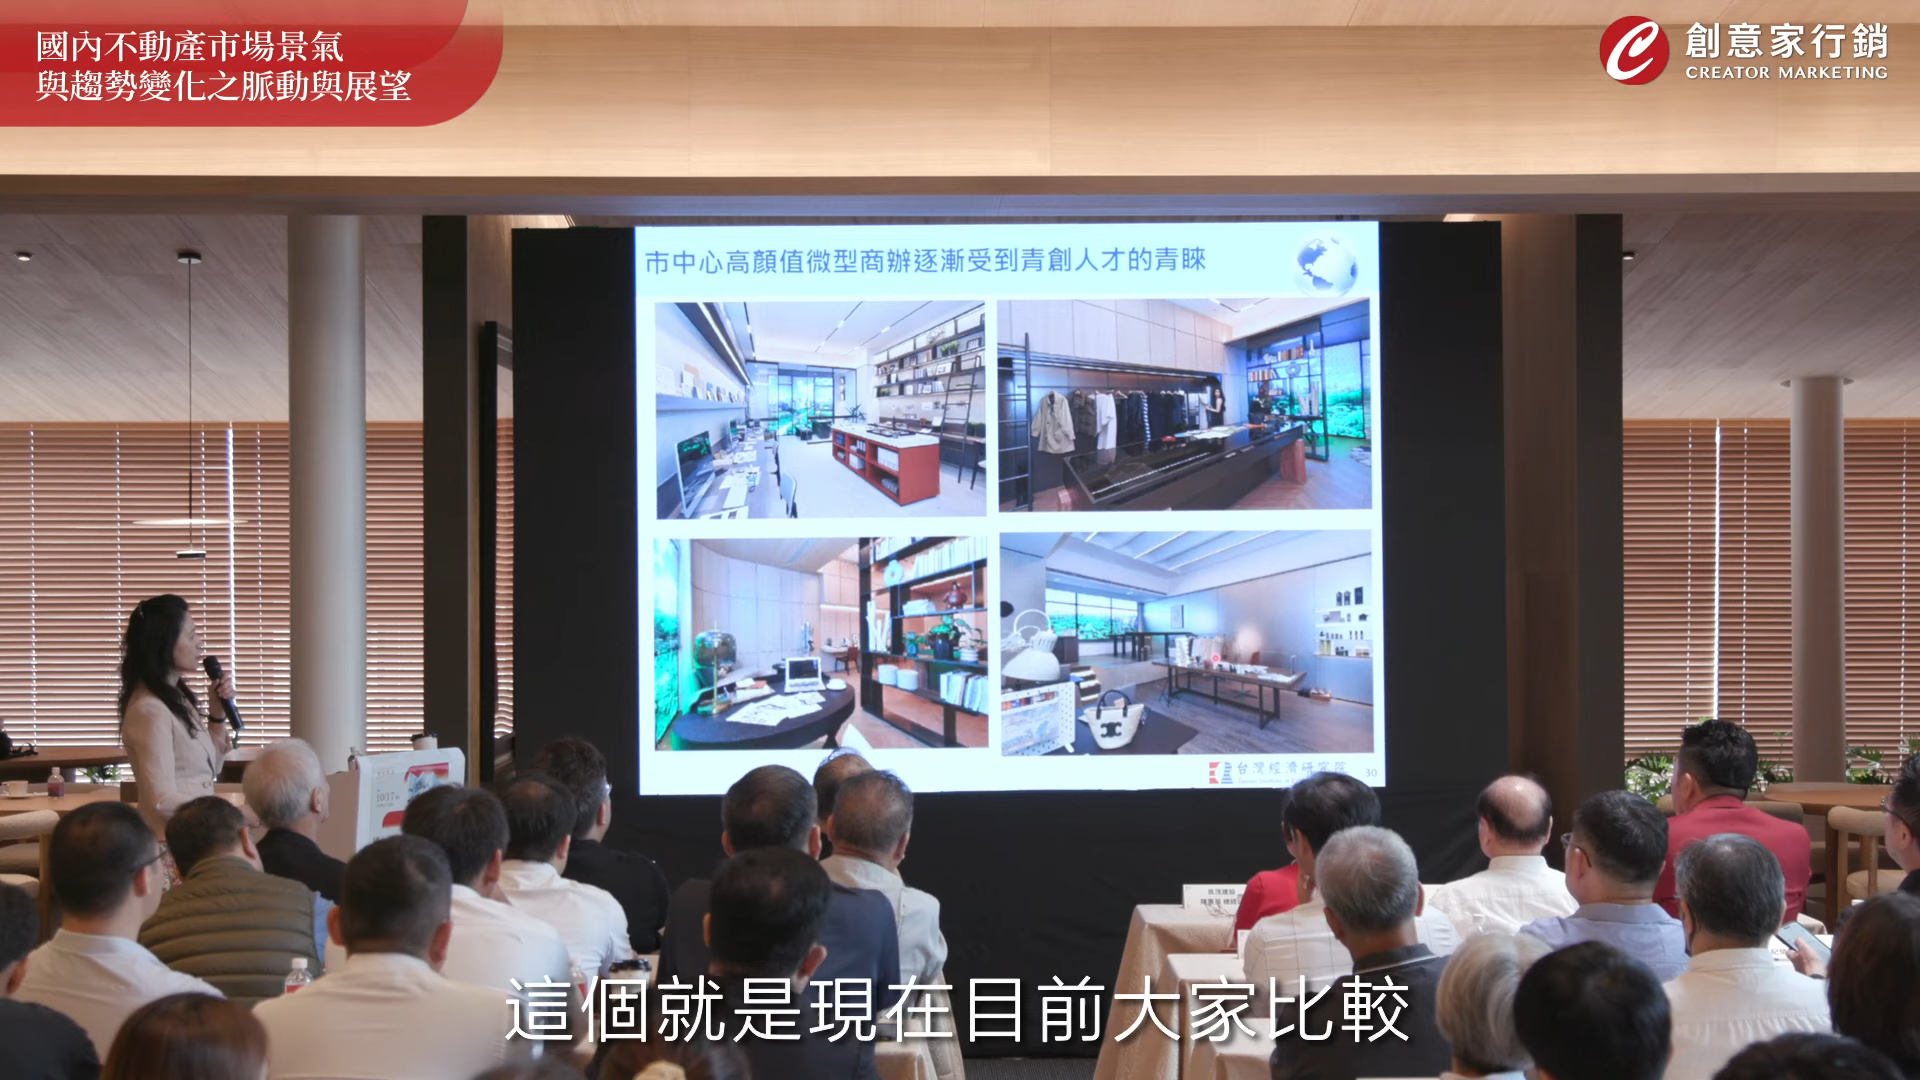 國內不動產市場景氣
與趨勢變化之脈動與展望
創意家行銷
CREATOR MARKETING
市中心高顏值微型商辦逐漸受到青創人才的青睞
台灣經濟研究院
30
10/17
這個就是現在目前大家比較